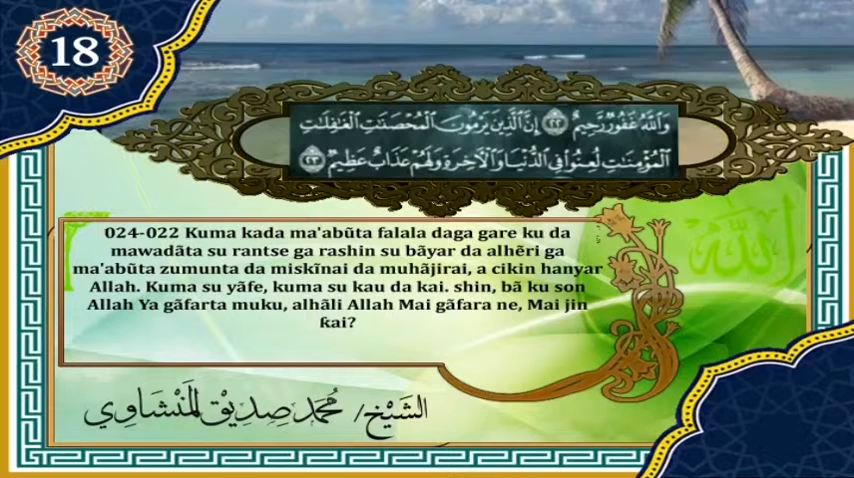 18
وَاللَّهُ غَفُورٌ رَّحِيمٌ ٢٢ إِنَّ الَّذِينَ يَرْمُونَ الْمُحْصَنَاتِ الْغَافِلَاتِ
الْمُؤْمِنَاتِ لُعِنُوا فِي الدُّنْيَا وَالْآخِرَةِ وَلَهُمْ عَذَابٌ عَظِيمٌ ٢٣
024-022 Kuma kada ma'abũta falala daga gare ku da
mawadãta su rantse ga rashin su bãyar da alhẽri ga
ma'abũta zumunta da miskĩnai da muhãjirai, a cikin hanyar
Allah. Kuma su yãfe, kuma su kau da kai. shin, bã ku son
Allah Ya gãfarta muku, alhãli Allah Mai gãfara ne, Mai jin
ƙai?
الله
الشَّيْخ/ مُحَمَّد صِدِّيْق المَنْشَاوِي